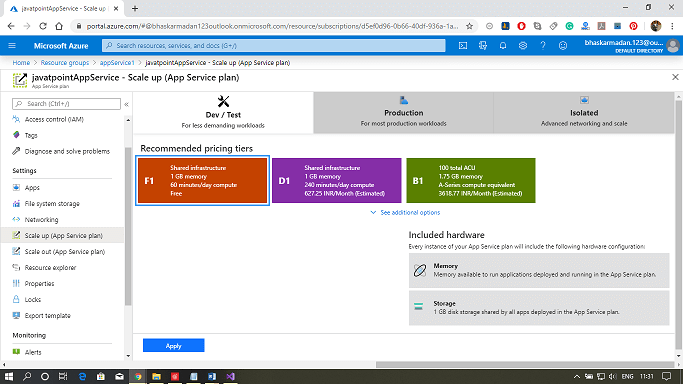 javatpointAppService - Scale up
portal.azure.com/#@bhaskarmadan123outlook.onmicrosoft.com/resource/subscriptions/d5ef0d96-0b66-40df-936a-1a...
Microsoft Azure
Search resources, services, and docs (G+/)
bhaskarmadan.123@ou...
DEFAULT DIRECTORY
Home > Resource groups > appService1 > javatpointAppService - Scale up (App Service plan)
javatpointAppService - Scale up (App Service plan)
App Service plan
Search (Ctrl+/)
Access control (IAM)
Tags
Diagnose and solve problems
Settings
Apps
File system storage
Networking
Scale up (App Service plan)
Scale out (App Service plan)
Resource explorer
Properties
Locks
Export template
Monitoring
Alerts
Dev / Test
For less demanding workloads
Production
For most production workloads
Isolated
Advanced networking and scale
Recommended pricing tiers
F1
Shared infrastructure
1 GB memory
60 minutes/day compute
Free
D1
Shared infrastructure
1 GB memory
240 minutes/day compute
627.25 INR/Month (Estimated)
B1
100 total ACU
1.75 GB memory
A-Series compute equivalent
3618.77 INR/Month (Estimated)
See additional options
Included hardware
Every instance of your App Service plan will include the following hardware configuration:
Memory
Memory available to run applications deployed and running in the App Service plan.
Storage
1 GB disk storage shared by all apps deployed in the App Service plan.
Apply
ENG
11:31